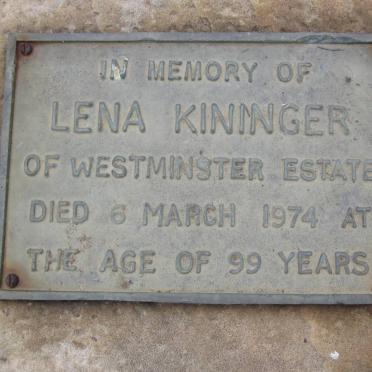 IN MEMORY OF
LENA KININGER
OF WESTMINSTER ESTATE
DIED 6 MARCH 1974 AT
THE AGE OF 99 YEARS